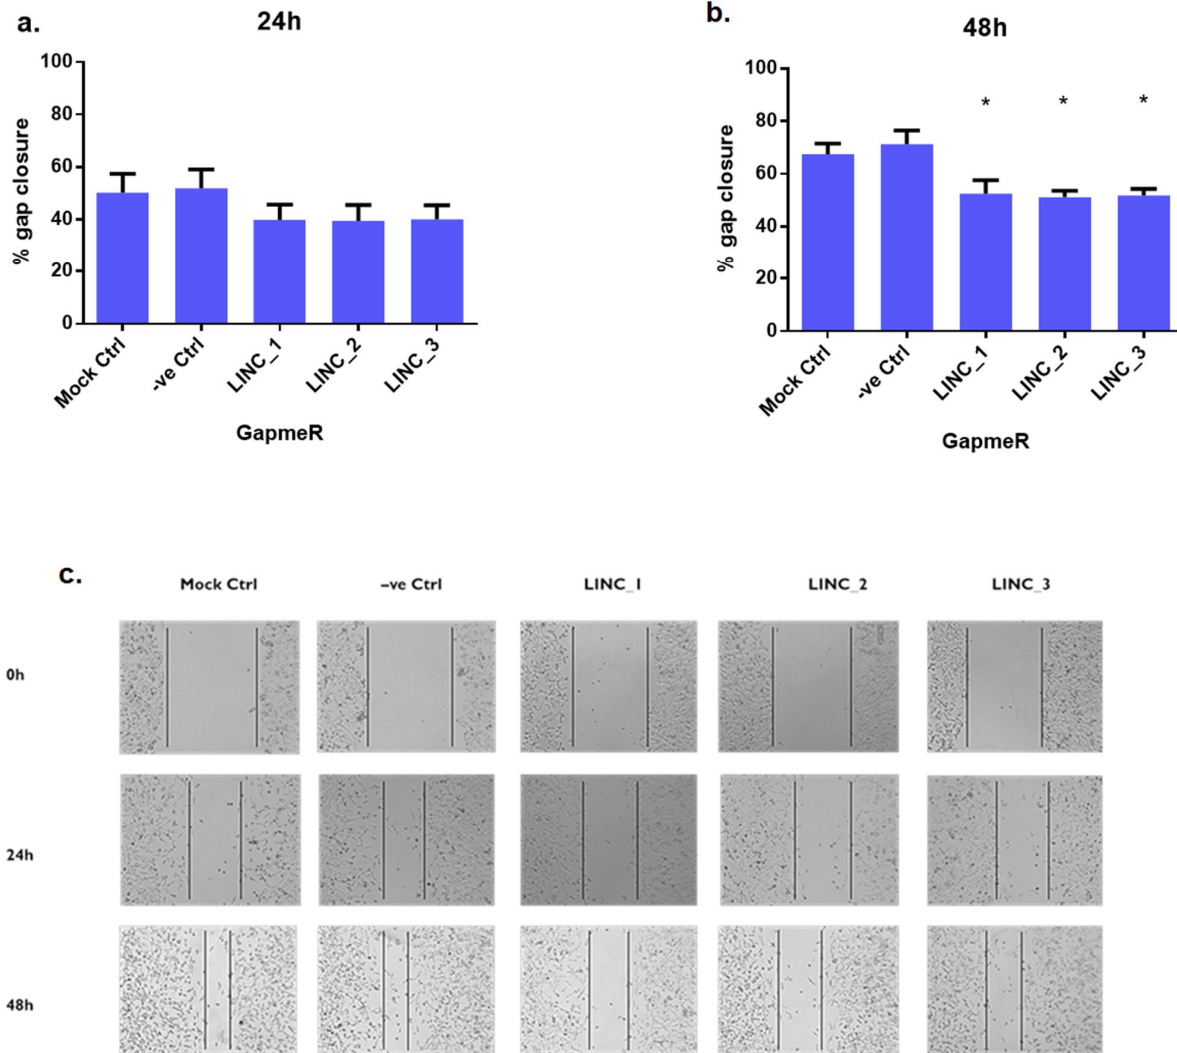 a.
24h
% gap closure
100
80
60
40
20
0
Mock Ctrl
-ve Ctrl
LINC_1
LINC_2
LINC_3
GapmeR
b.
48h
% gap closure
100
80
60
40
20
0
* * *
Mock Ctrl
-ve Ctrl
LINC_1
LINC_2
LINC_3
GapmeR
c.
Mock Ctrl –ve Ctrl LINC_1 LINC_2 LINC_3
0h
24h
48h